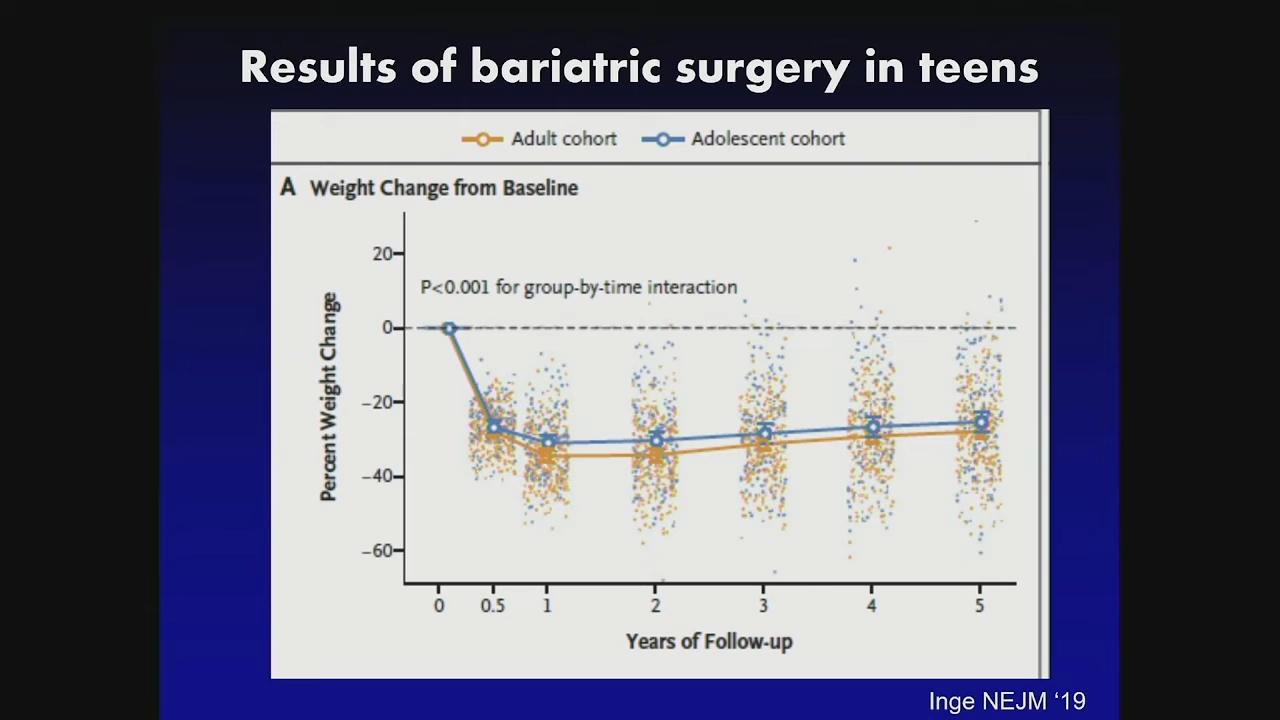 Results of bariatric surgery in teens
Adult cohort Adolescent cohort
A Weight Change from Baseline
P<0.001 for group-by-time interaction
Percent Weight Change
20
0
−20
−40
−60
0 0.5 1 2 3 4 5
Years of Follow-up
Inge NEJM ‘19